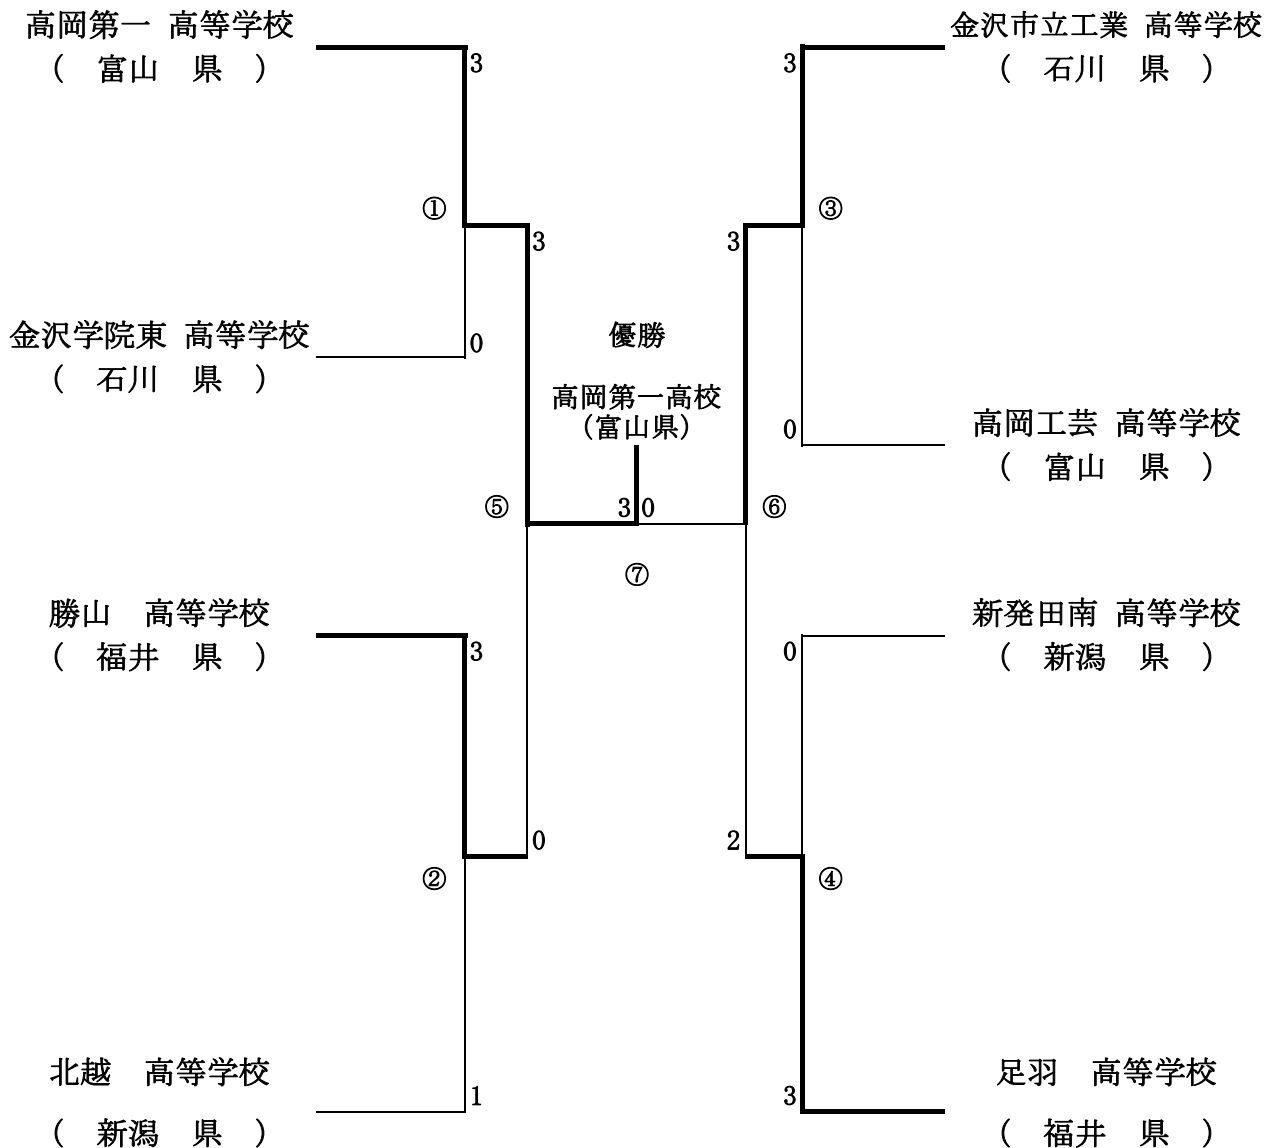 高岡第一 高等学校
( 富山 県 )
3
①
金沢学院東 高等学校
( 石川 県 )
0
3
⑤
勝山 高等学校
( 福井 県 )
3
②
0
北越 高等学校
( 新潟 県 )
1
優勝
高岡第一高校
(富山県)
3 0
⑦
金沢市立工業 高等学校
( 石川 県 )
3
③
3
高岡工芸 高等学校
( 富山 県 )
0
⑥
新発田南 高等学校
( 新潟 県 )
0
2
④
足羽 高等学校
( 福井 県 )
3